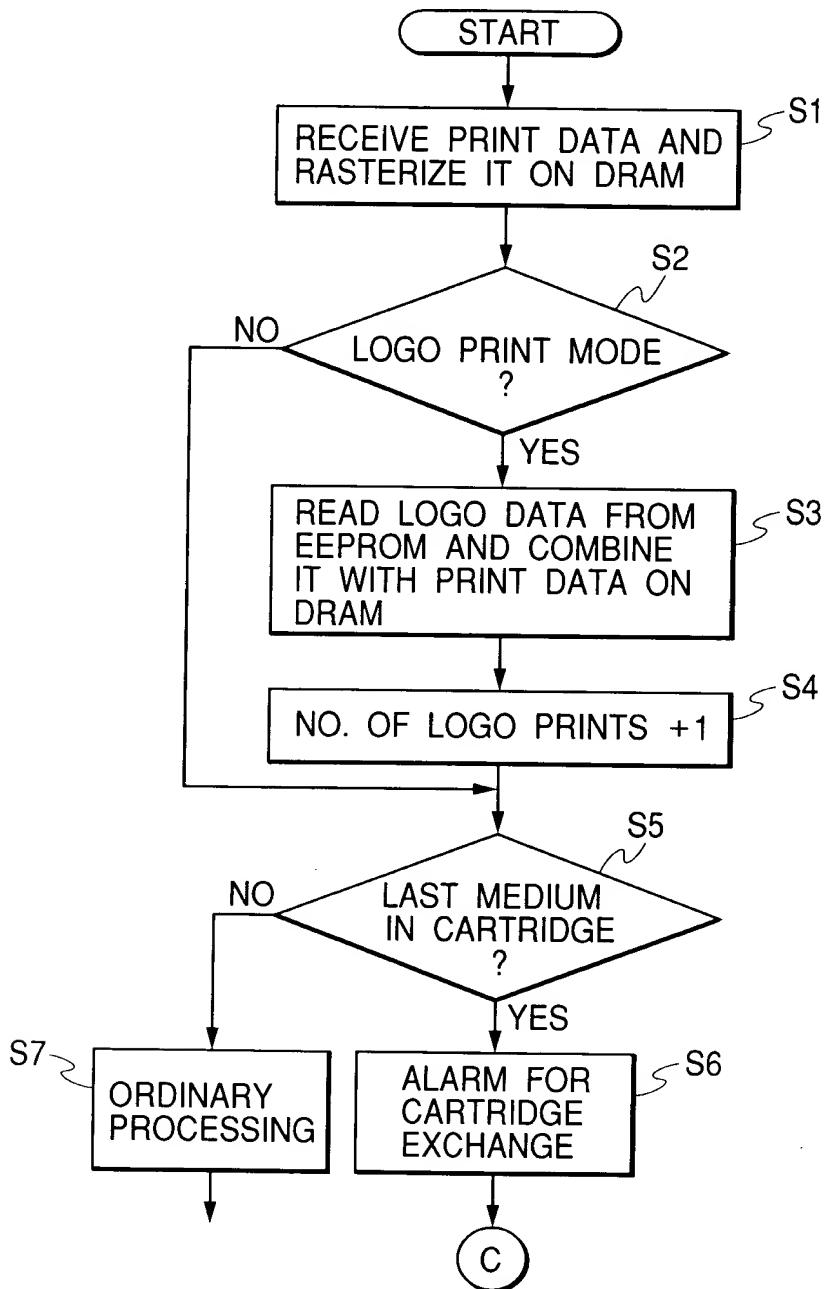 START
S1
RECEIVE PRINT DATA AND
RASTERIZE IT ON DRAM
S2
NO
LOGO PRINT MODE
?
YES
READ LOGO DATA FROM
EEPROM AND COMBINE
IT WITH PRINT DATA ON
DRAM
S3
NO. OF LOGO PRINTS +1
S4
S5
NO
LAST MEDIUM
IN CARTRIDGE
?
YES
S7
ORDINARY
PROCESSING
ALARM FOR
CARTRIDGE
EXCHANGE
S6
C